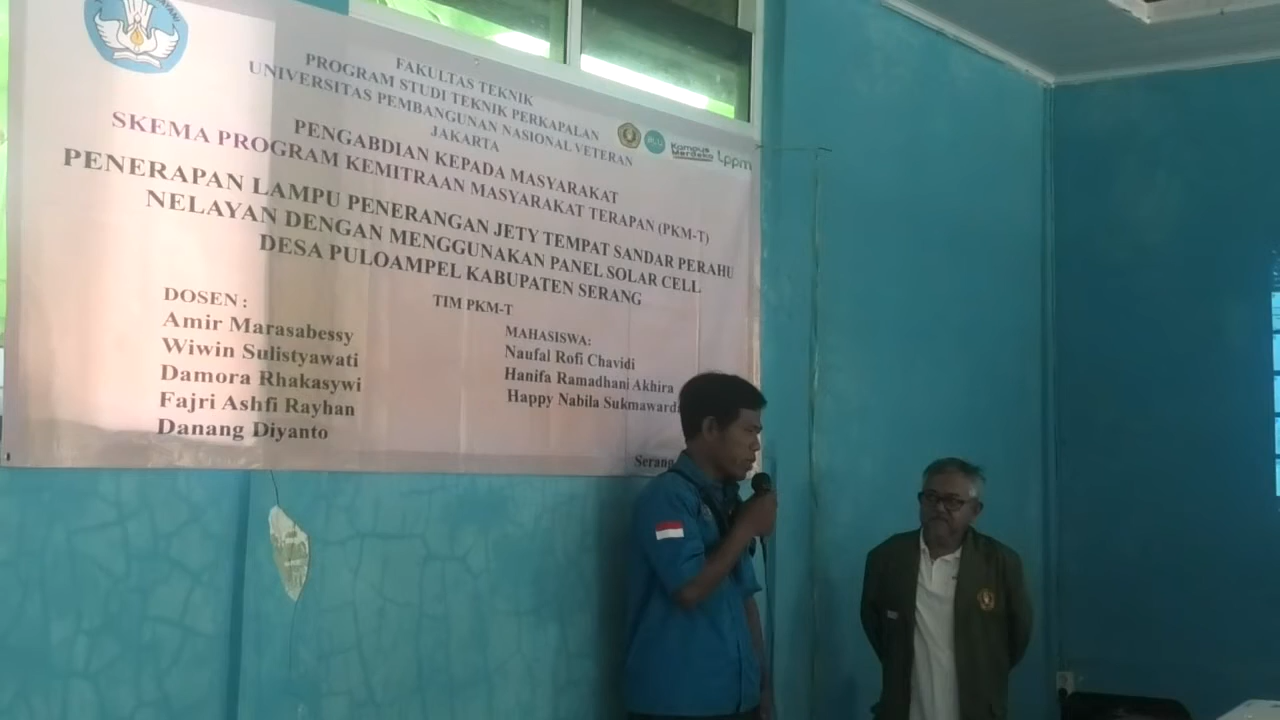 FAKULTAS TEKNIK
PROGRAM STUDI TEKNIK PERKAPALAN
UNIVERSITAS PEMBANGUNAN NASIONAL VETERAN
JAKARTA
Kampus
Merdeka
Lppm
PENGABDIAN KEPADA MASYARAKAT
SKEMA PROGRAM KEMITRAAN MASYARAKAT TERAPAN (PKM-T)
PENERAPAN LAMPU PENERANGAN JETY TEMPAT SANDAR PERAHU
NELAYAN DENGAN MENGGUNAKAN PANEL SOLAR CELL
DESA PULOAMPEL KABUPATEN SERANG
TIM PKM-T
DOSEN :
Amir Marasabessy
Wiwin Sulistyawati
Damora Rhakasywi
Fajri Ashfi Rayhan
Danang Diyanto
MAHASISWA:
Naufal Rofi Chavidi
Hanifa Ramadhani Akhira
Happy Nabila Sukmaward
Serang